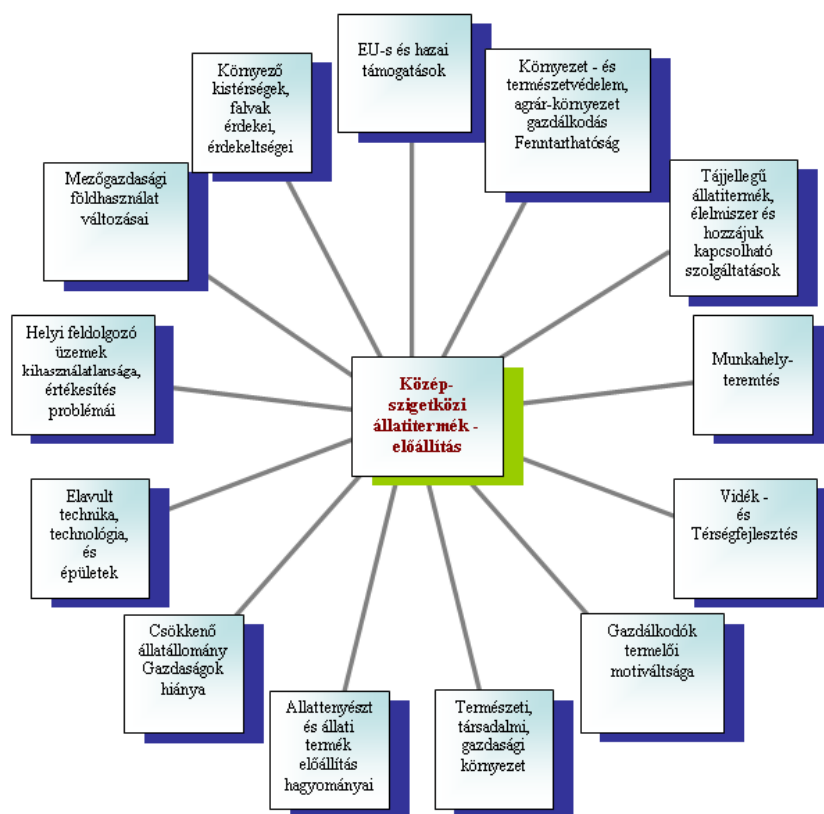 EU-s és hazai
támogatások
Környezet - és
természetvédelem,
agrár-környezet
gazdálkodás
Fenntarthatóság
Tájjellegű
állatitermék,
élelmiszer és
hozzájuk
kapcsolható
szolgáltatások
Munkahely-
teremtés
Vidék -
és
Térségfejlesztés
Gazdálkodók
termelői
motiváltsága
Természeti,
társadalmi,
gazdasági
környezet
Állattenyészt
és állati
termék
előállítás
hagyományai
Csökkenő
állatállomány
Gazdaságok
hiánya
Elavult
technika,
technológia,
és
épületek
Helyi feldolgozó
üzemek
kihasználatlansága,
értékesítés
problémái
Mezőgazdasági
földhasználat
változásai
Környező
kistérségek,
falvak
érdekei,
érdekeltségei
Közép-
szigetközi
állatitermék -
előállítás